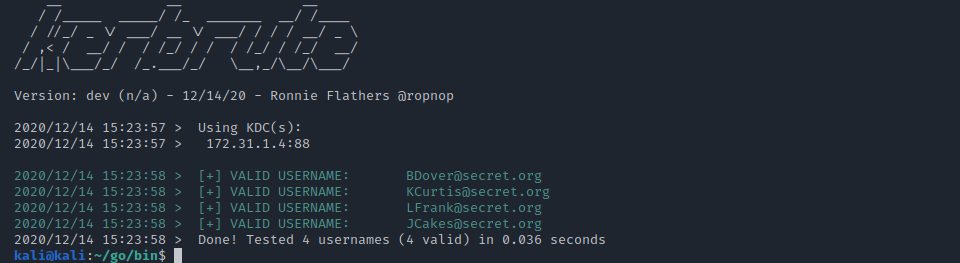 kerbrute
Version: dev (n/a) - 12/14/20 - Ronnie Flathers @ropnop
2020/12/14 15:23:57 >  Using KDC(s):
2020/12/14 15:23:57 >   172.31.1.4:88
2020/12/14 15:23:58 >  [+] VALID USERNAME:       BDover@secret.org
2020/12/14 15:23:58 >  [+] VALID USERNAME:       KCurtis@secret.org
2020/12/14 15:23:58 >  [+] VALID USERNAME:       LFrank@secret.org
2020/12/14 15:23:58 >  [+] VALID USERNAME:       JCakes@secret.org
2020/12/14 15:23:58 >  Done! Tested 4 usernames (4 valid) in 0.036 seconds
kali@kali:~/go/bin$